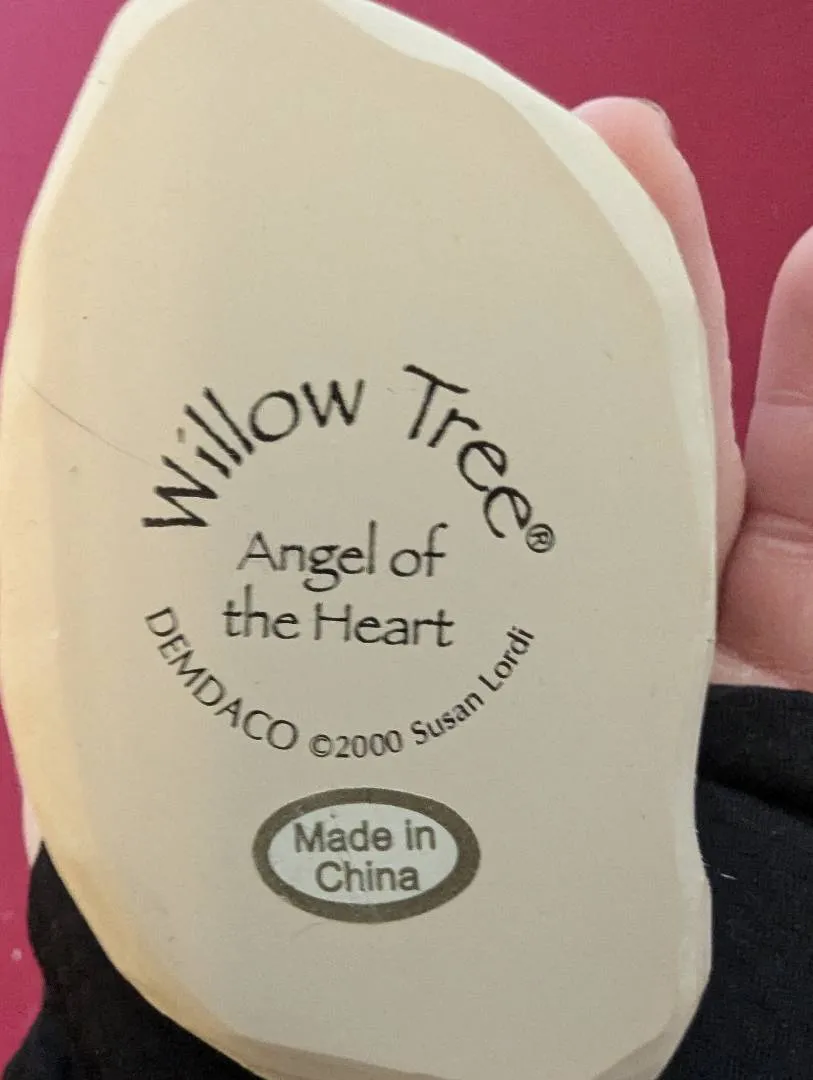 Willow Tree®
Angel of
the Heart
DEMDACO ©2000 Susan Lordi
Made in
China